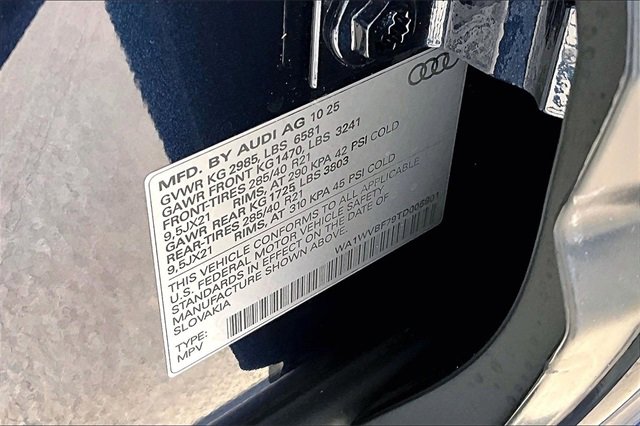 MFD. BY AUDI AG 10 25
GVWR KG 2985, LBS 6581
GAWR FRONT KG1470, LBS 3241
FRONT-TIRES 285/40 R21
9,5JX21 RIMS, AT 290 KPA 42 PSI COLD
GAWR REAR KG1725 LBS 3803
REAR-TIRES 285/40 R21
9,5JX21 RIMS, AT 310 KPA 45 PSI COLD
THIS VEHICLE CONFORMS TO ALL APPLICABLE
U.S. FEDERAL MOTOR VEHICLE SAFETY
STANDARDS IN EFFECT ON THE DATE OF
MANUFACTURE SHOWN ABOVE.
SLOVAKIA
WA1WVBF79TD006901
TYPE:
MPV